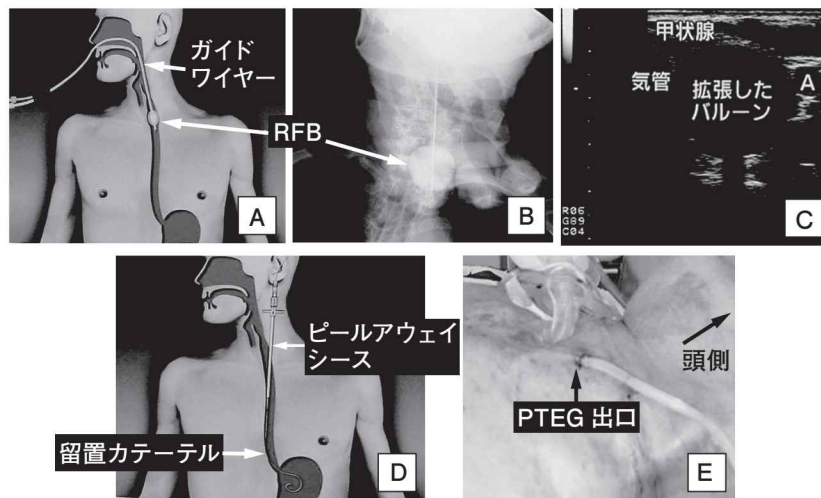 ガイド
ワイヤー
RFB
A
B
甲状腺
気管
拡張した
バルーン
A
R06
G89
C04
C
ピールアウェイ
シース
留置カテーテル
D
頭側
PTEG 出口
E